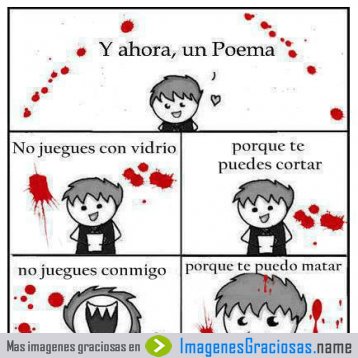 Y ahora, un Poema
No juegues con vidrio
porque te
puedes cortar
no juegues conmigo
porque te puedo matar
Mas imagenes graciosas en
ImagenesGraciosas.name